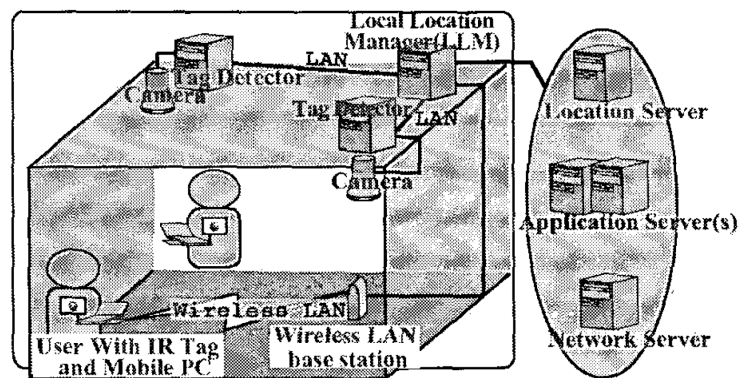 Local Location
Manager(LLM)
LAN
Tag Detector
Camera
Tag Detector
LAN
Camera
Location Server
Application Server(s)
Network Server
Wireless LAN
User With IR Tag
and Mobile PC
Wireless LAN
base station